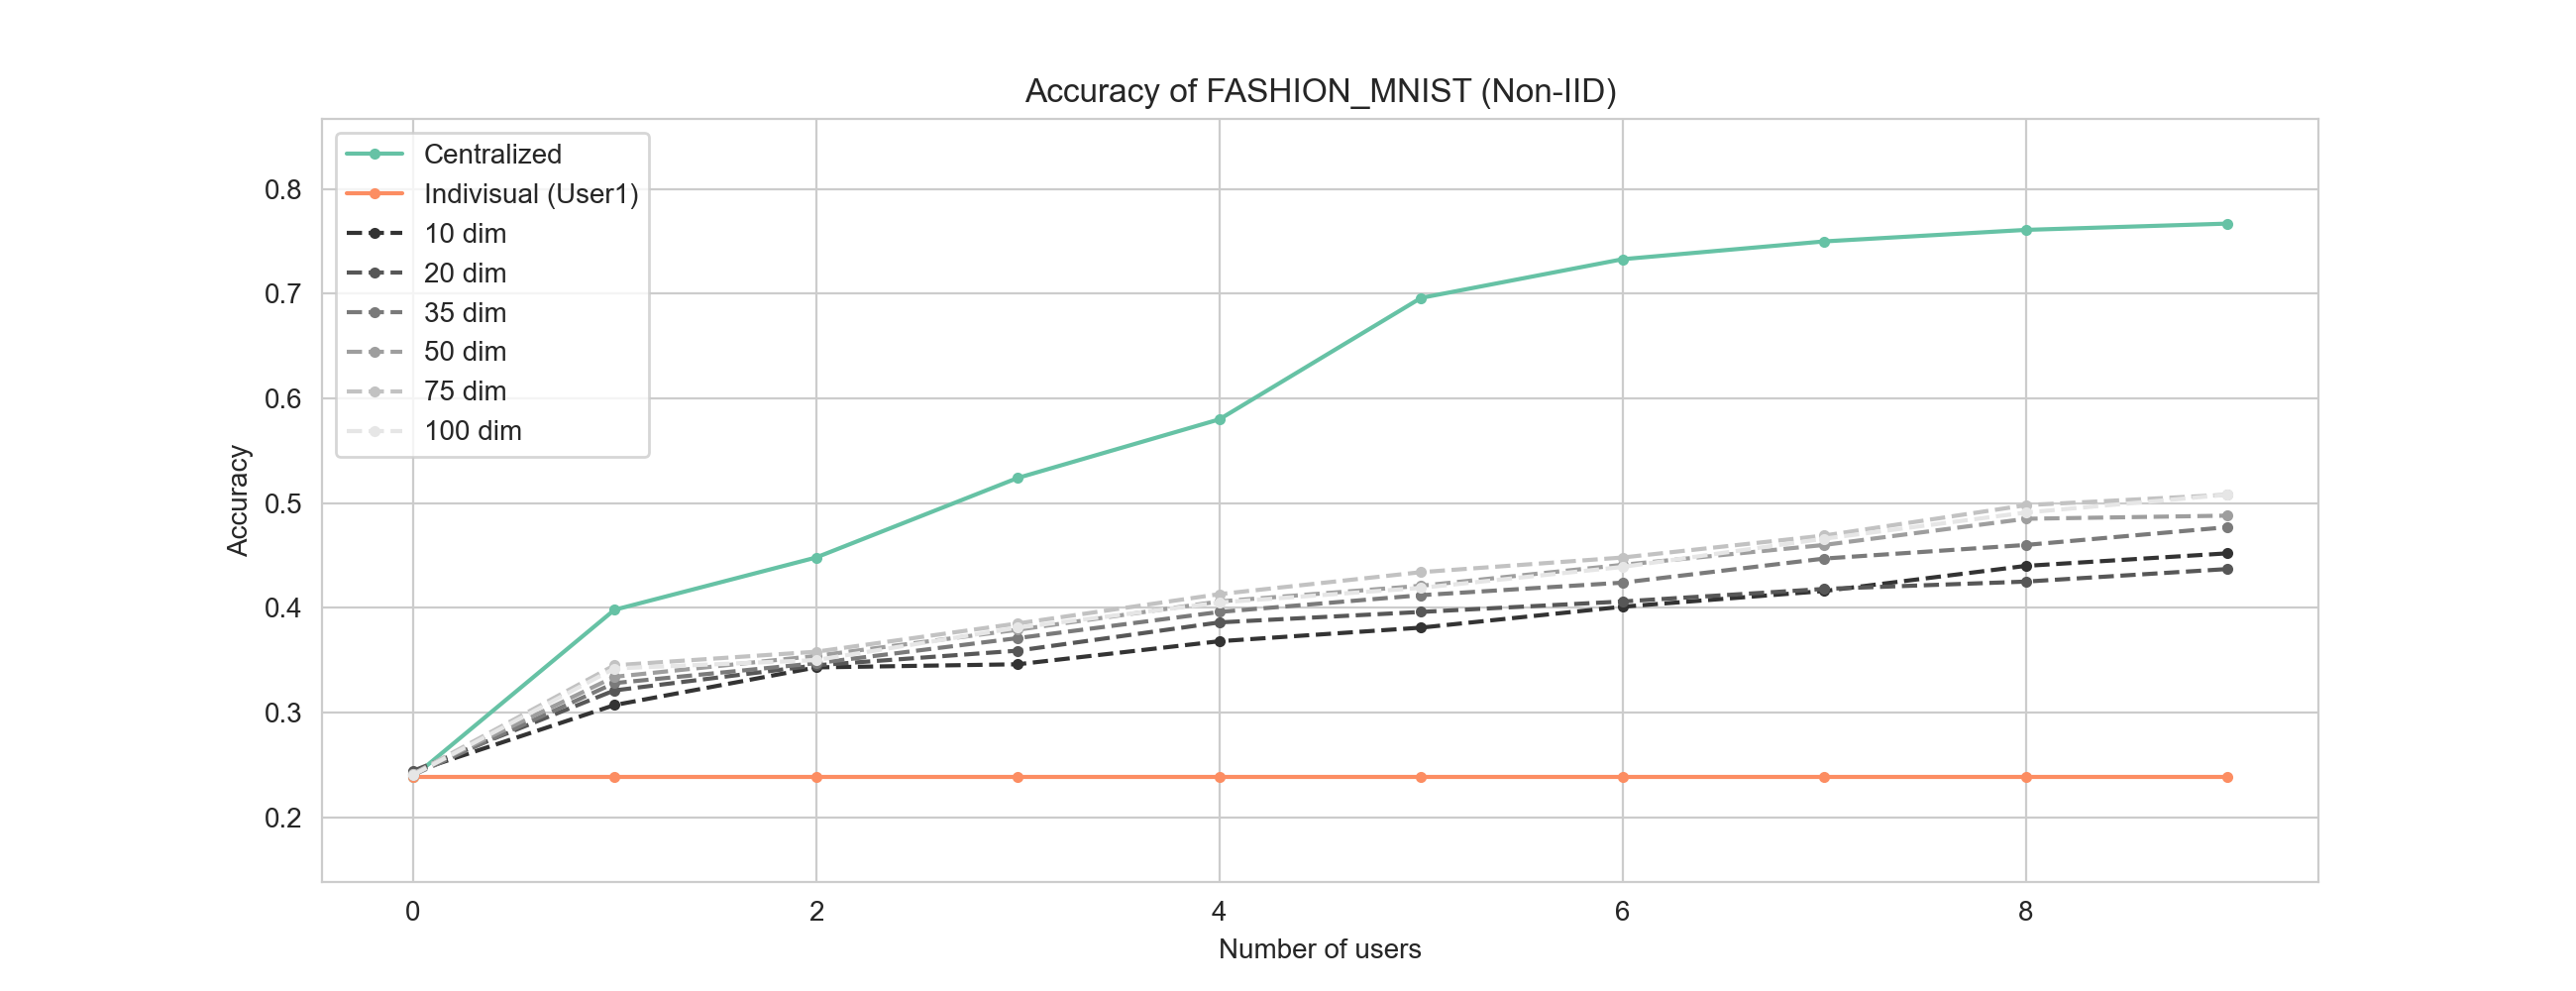 Accuracy of FASHION_MNIST (Non-IID)
Centralized
Indivisual (User1)
10 dim
20 dim
35 dim
50 dim
75 dim
100 dim
Accuracy
0.8
0.7
0.6
0.5
0.4
0.3
0.2
0 2 4 6 8
Number of users